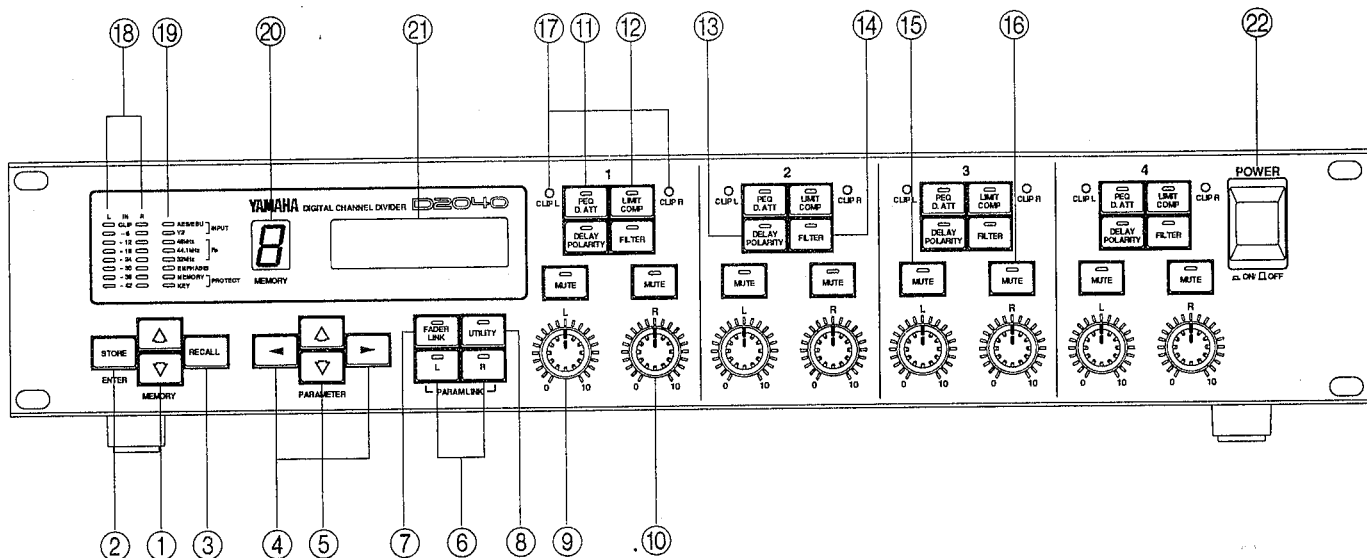 ⑱ ⑲ ⑳ ㉑ ⑰ ⑪ ⑫ ⑬ ⑭ ⑮ ⑯ ㉒
L IN R
CLIP
-6
-12
-18
-24
-30
-36
-42
AES/EBU
Y2
INPUT
48kHz
44.1kHz
32kHz
Fs
EMPHASIS
MEMORY
KEY
PROTECT
YAMAHA DIGITAL CHANNEL DIVIDER D2040
8
MEMORY
STORE
ENTER
RECALL
MEMORY
PARAMETER
FADER LINK
UTILITY
L R
PARAM LINK
1
CLIP L
PEQ D.ATT
LIMIT COMP
CLIP R
DELAY POLARITY
FILTER
MUTE MUTE
L R
0 10 0 10
2
CLIP L
PEQ D.ATT
LIMIT COMP
CLIP R
DELAY POLARITY
FILTER
MUTE MUTE
L R
0 10 0 10
3
CLIP L
PEQ D.ATT
LIMIT COMP
CLIP R
DELAY POLARITY
FILTER
MUTE MUTE
L R
0 10 0 10
4
CLIP L
PEQ D.ATT
LIMIT COMP
CLIP R
DELAY POLARITY
FILTER
MUTE MUTE
L R
0 10 0 10
POWER
ON/ OFF
② ① ③ ④ ⑤ ⑦ ⑥ ⑧ ⑨ ⑩